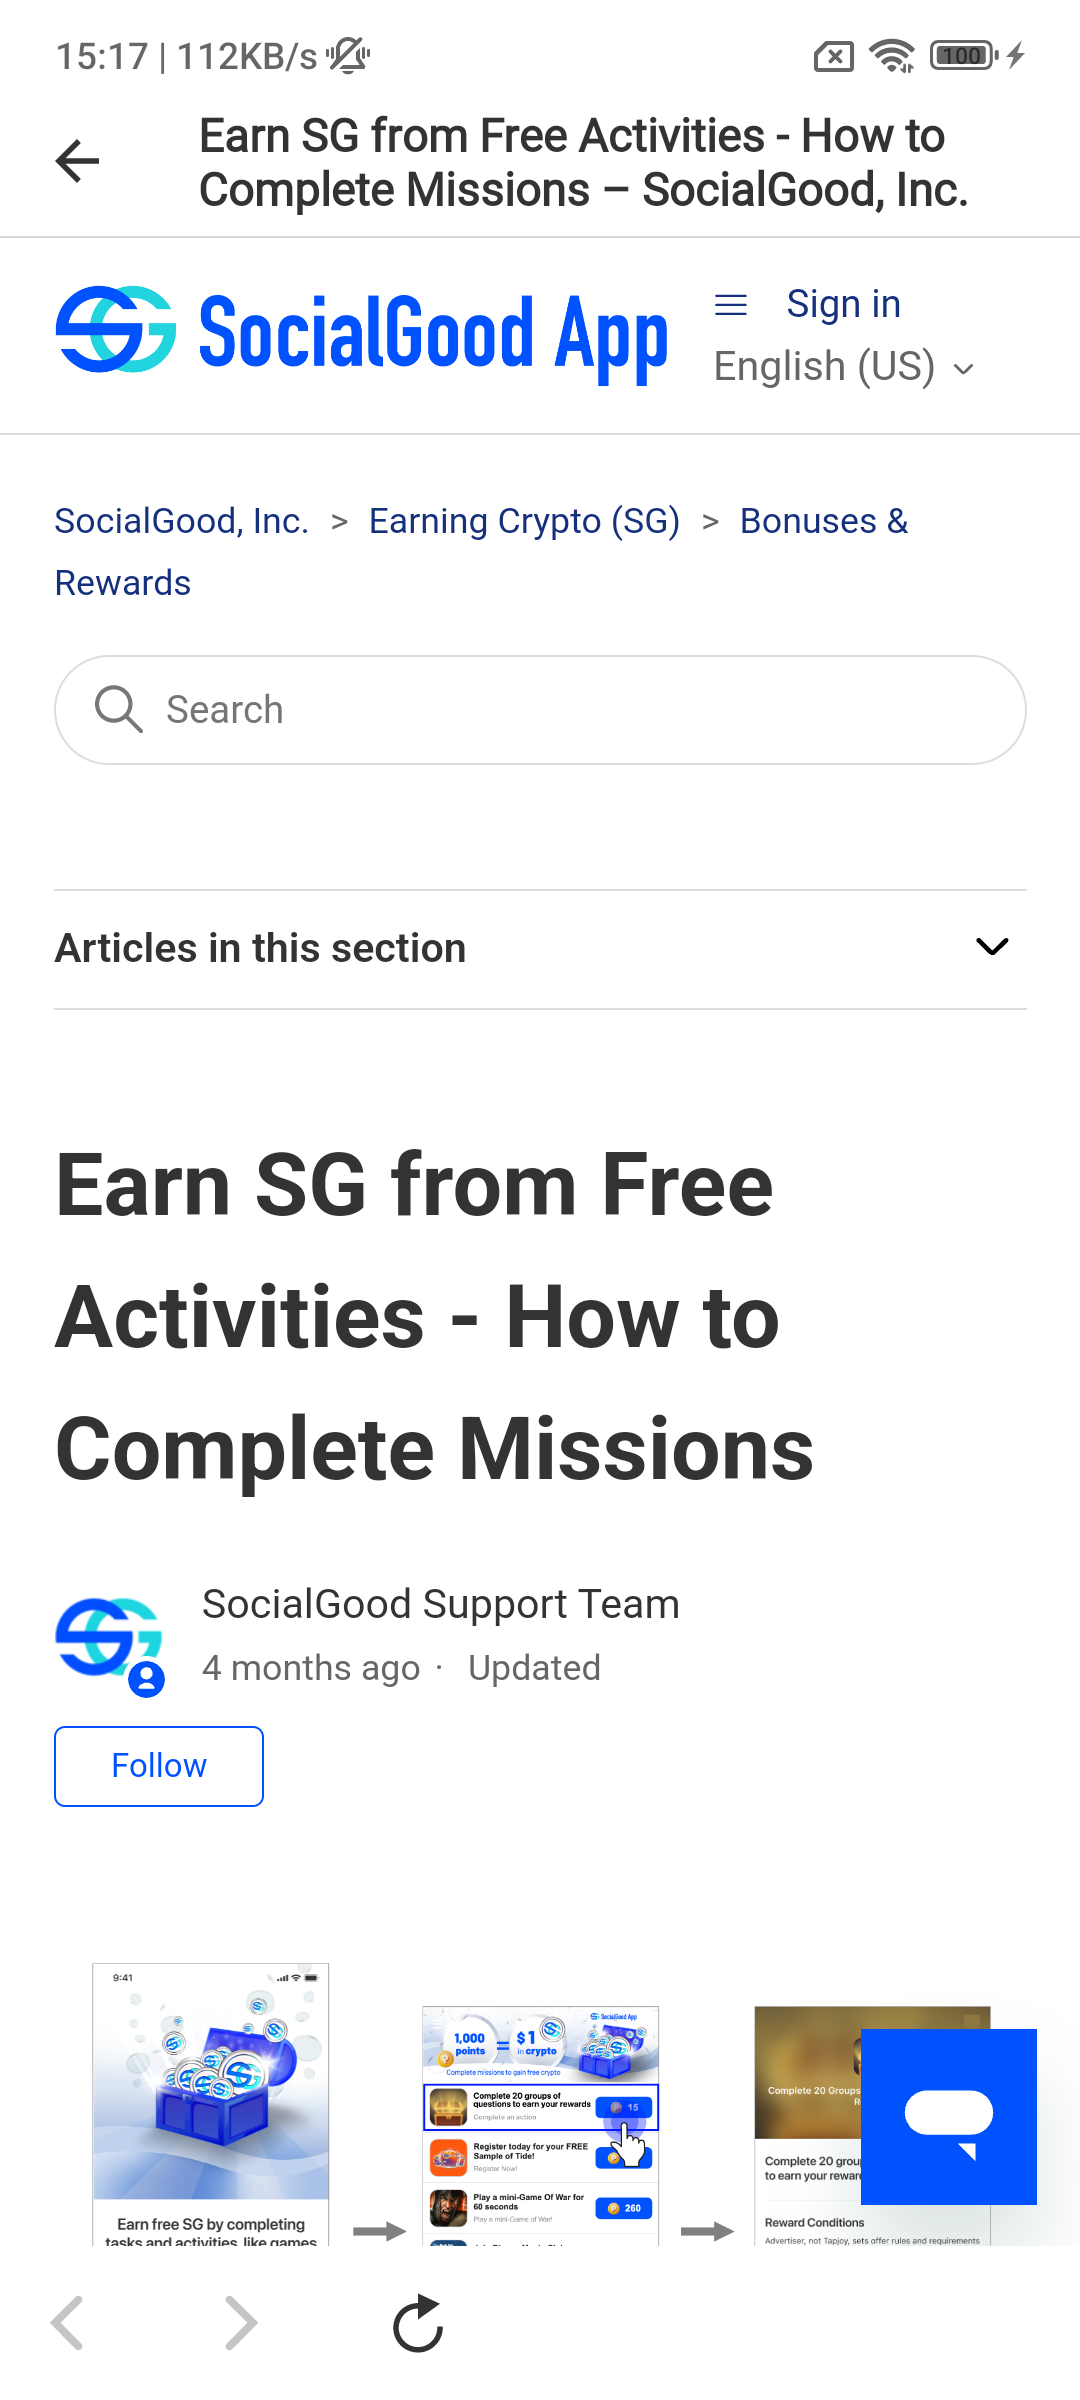 15:17 | 112KB/s
100
Earn SG from Free Activities - How to
Complete Missions – SocialGood, Inc.
SocialGood App
Sign in
English (US)
SocialGood, Inc. > Earning Crypto (SG) > Bonuses &
Rewards
Search
Articles in this section
Earn SG from Free
Activities - How to
Complete Missions
SocialGood Support Team
4 months ago · Updated
Follow
9:41
Earn free SG by completing
tasks and activities, like games
SocialGood App
1,000
points
=
$1
in crypto
Complete missions to gain free crypto
Complete 20 groups of
questions to earn your rewards
Complete an action
15
Register today for your FREE
Sample of Tide!
Register Now!
Play a mini-Game Of War for
60 seconds
Play a mini-Game of War!
260
Complete 20 Groups
Complete 20 grou
to earn your rewar
Reward Conditions
Advertiser, not Tapjoy, sets offer rules and requirements